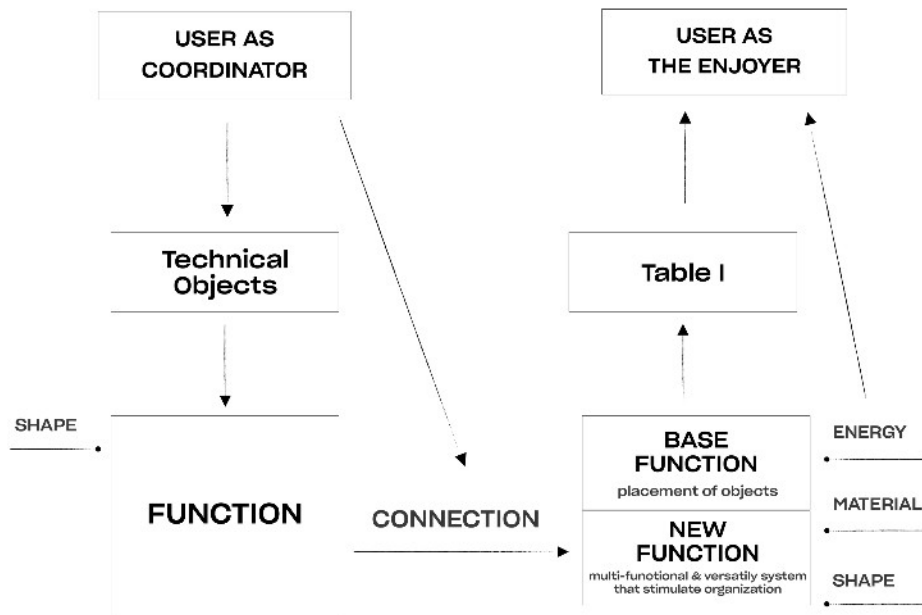 USER AS
COORDINATOR
USER AS
THE ENJOYER
Technical
Objects
Table I
SHAPE
FUNCTION
CONNECTION
BASE
FUNCTION
placement of objects
NEW
FUNCTION
multi-functional & versatily system
that stimulate organization
ENERGY
MATERIAL
SHAPE